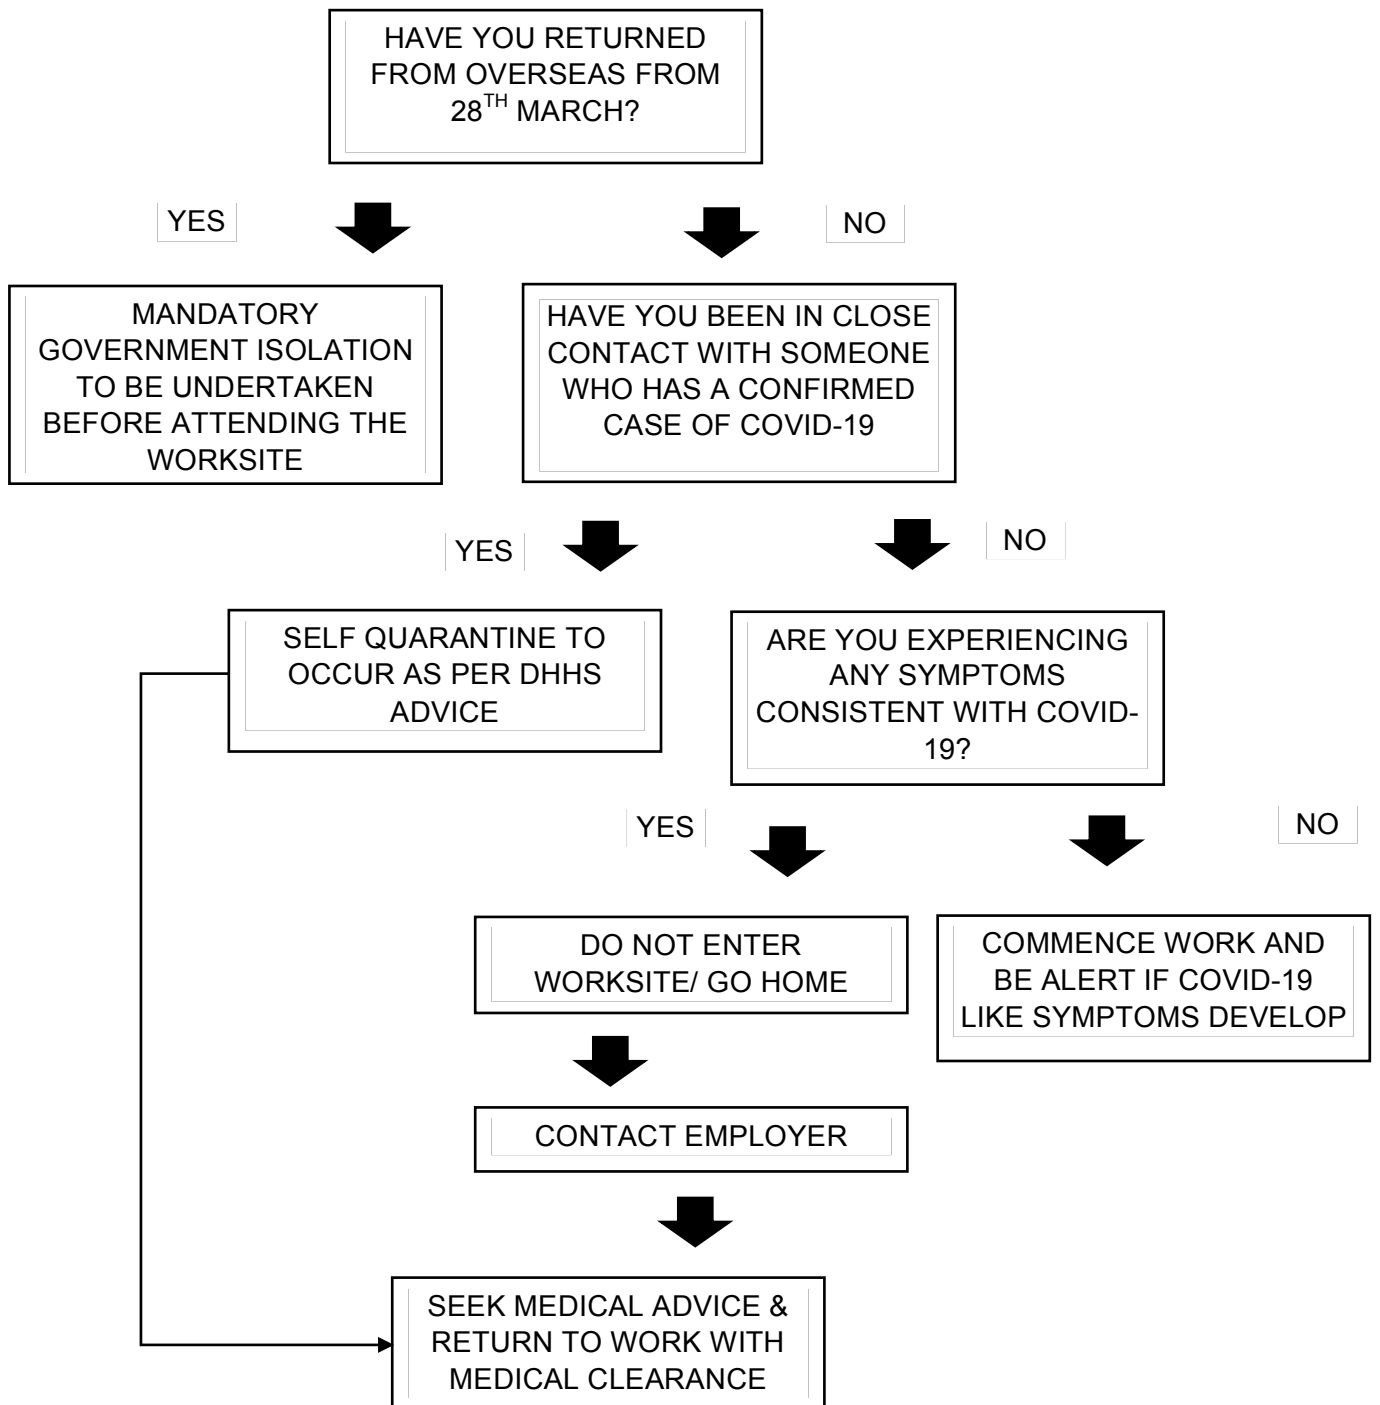 HAVE YOU RETURNED
FROM OVERSEAS FROM
28TH MARCH?
YES
NO
MANDATORY
GOVERNMENT ISOLATION
TO BE UNDERTAKEN
BEFORE ATTENDING THE
WORKSITE
HAVE YOU BEEN IN CLOSE
CONTACT WITH SOMEONE
WHO HAS A CONFIRMED
CASE OF COVID-19
YES
NO
SELF QUARANTINE TO
OCCUR AS PER DHHS
ADVICE
ARE YOU EXPERIENCING
ANY SYMPTOMS
CONSISTENT WITH COVID-
19?
YES
NO
DO NOT ENTER
WORKSITE/ GO HOME
COMMENCE WORK AND
BE ALERT IF COVID-19
LIKE SYMPTOMS DEVELOP
CONTACT EMPLOYER
SEEK MEDICAL ADVICE &
RETURN TO WORK WITH
MEDICAL CLEARANCE